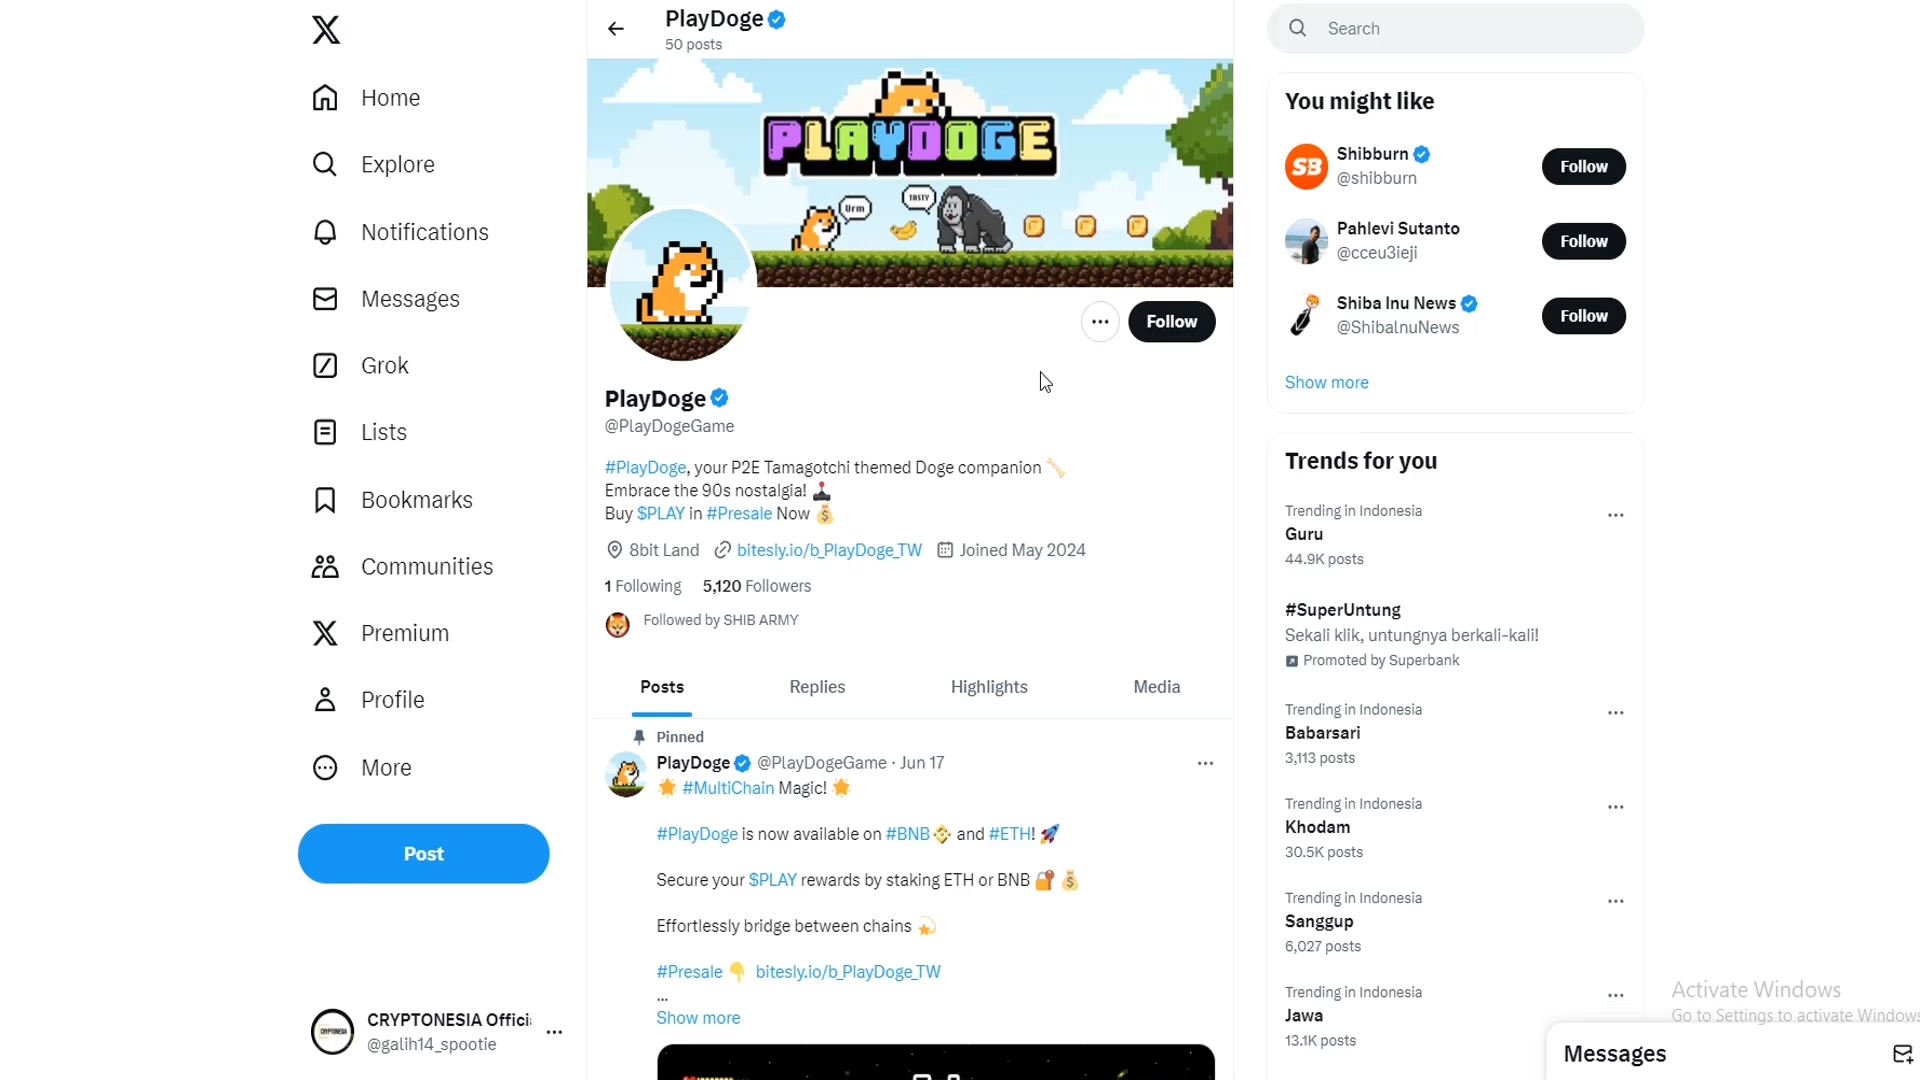 Home
Explore
Notifications
Messages
Grok
Lists
Bookmarks
Communities
Premium
Profile
More
Post
CRYPTONESIA Offici
@galih14_spootie
PlayDoge
50 posts
PLAYDOGE
Urm
TASTY
Follow
PlayDoge
@PlayDogeGame
#PlayDoge, your P2E Tamagotchi themed Doge companion
Embrace the 90s nostalgia!
Buy $PLAY in #Presale Now
8bit Land bitesly.io/b_PlayDoge_TW Joined May 2024
1 Following 5,120 Followers
Followed by SHIB ARMY
Posts Replies Highlights Media
Pinned
PlayDoge @PlayDogeGame · Jun 17
#MultiChain Magic!
#PlayDoge is now available on #BNB and #ETH!
Secure your $PLAY rewards by staking ETH or BNB
Effortlessly bridge between chains
#Presale bitesly.io/b_PlayDoge_TW
...
Show more
Search
You might like
SB
Shibburn
@shibburn
Follow
Pahlevi Sutanto
@cceu3ieji
Follow
Shiba Inu News
@ShibaInuNews
Follow
Show more
Trends for you
Trending in Indonesia
Guru
44.9K posts
#SuperUntung
Sekali klik, untungnya berkali-kali!
Promoted by Superbank
Trending in Indonesia
Babarsari
3,113 posts
Trending in Indonesia
Khodam
30.5K posts
Trending in Indonesia
Sanggup
6,027 posts
Trending in Indonesia
Jawa
13.1K posts
Activate Windows
Go to Settings to activate Windows
Messages